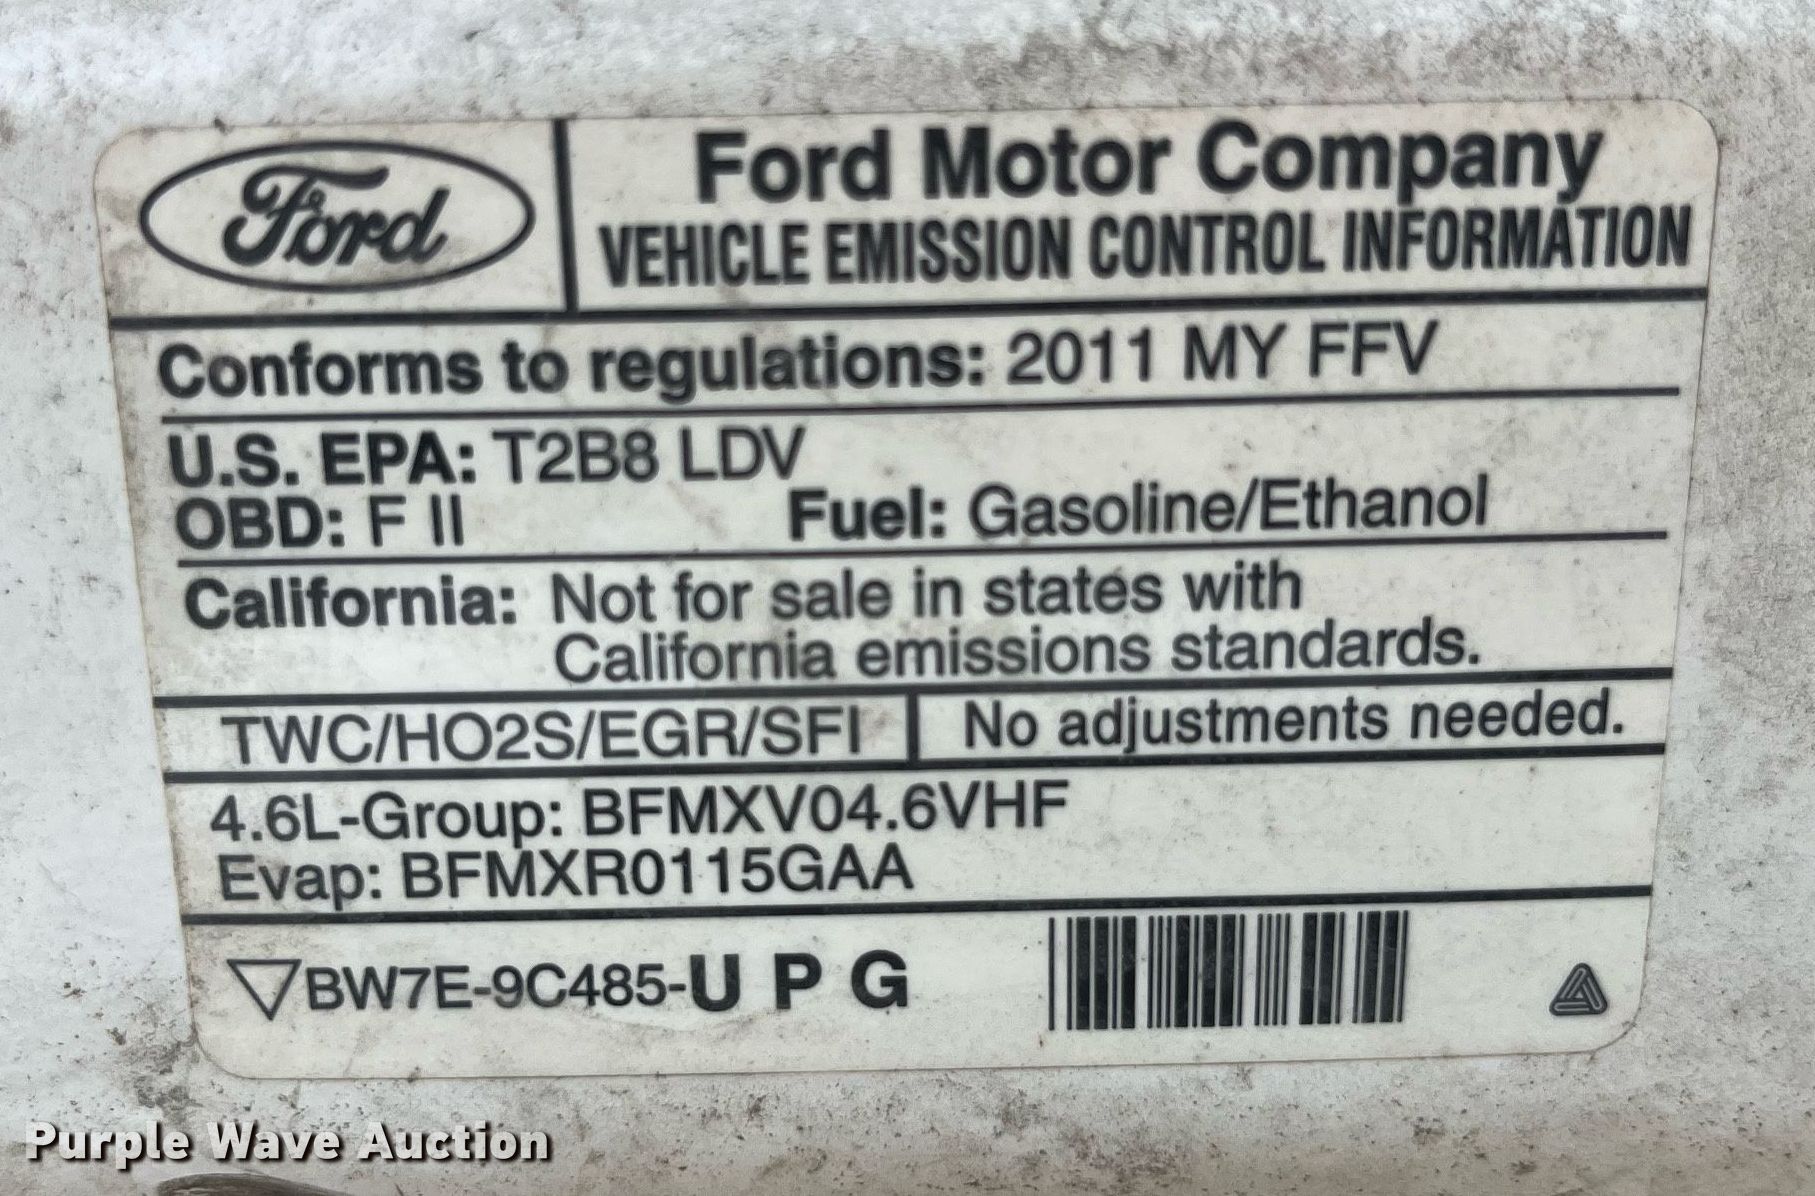 Ford
Ford Motor Company
VEHICLE EMISSION CONTROL INFORMATION
Conforms to regulations: 2011 MY FFV
U.S. EPA: T2B8 LDV
OBD: F II Fuel: Gasoline/Ethanol
California: Not for sale in states with
California emissions standards.
TWC/HO2S/EGR/SFI No adjustments needed.
4.6L-Group: BFMXV04.6VHF
Evap: BFMXR0115GAA
BW7E-9C485-U P G
Purple Wave Auction